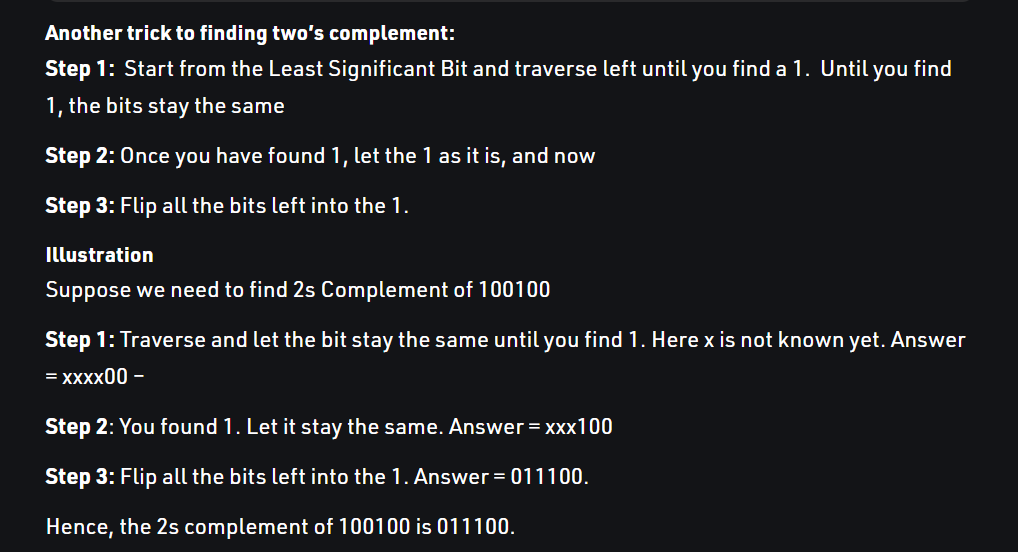 Another trick to finding two’s complement:
Step 1:  Start from the Least Significant Bit and traverse left until you find a 1.  Until you find
1, the bits stay the same
Step 2: Once you have found 1, let the 1 as it is, and now
Step 3: Flip all the bits left into the 1.
Illustration
Suppose we need to find 2s Complement of 100100
Step 1: Traverse and let the bit stay the same until you find 1. Here x is not known yet. Answer
= xxxx00 –
Step 2: You found 1. Let it stay the same. Answer = xxx100
Step 3: Flip all the bits left into the 1. Answer = 011100.
Hence, the 2s complement of 100100 is 011100.